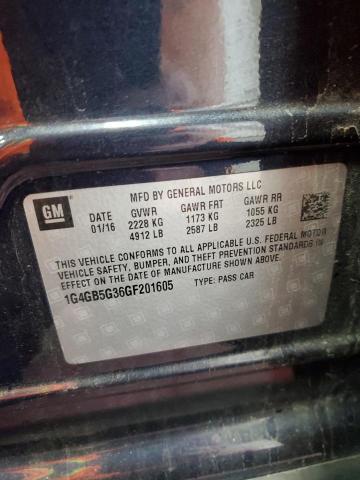 MFD BY GENERAL MOTORS LLC
GM DATE GVWR GAWR FRT GAWR RR
01/16 2228 KG 1173 KG 1055 KG
4912 LB 2587 LB 2325 LB
THIS VEHICLE CONFORMS TO ALL APPLICABLE U.S. FEDERAL MOTOR
VEHICLE SAFETY, BUMPER, AND THEFT PREVENTION STANDARDS IN
EFFECT ON THE DATE OF MANUFACTURE SHOWN ABOVE.
1G4GB5G36GF201605 TYPE: PASS CAR